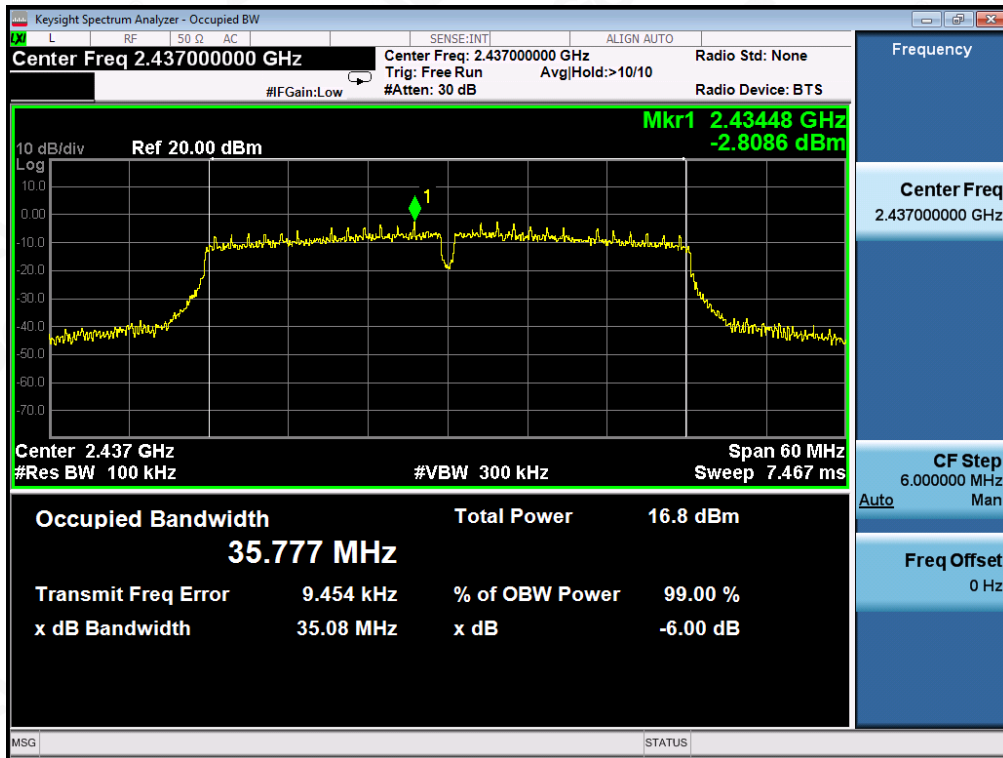 Keysight Spectrum Analyzer - Occupied BW
LXI L RF 50 Ω AC SENSE:INT ALIGN AUTO
Center Freq 2.437000000 GHz
#IFGain:Low
Center Freq: 2.437000000 GHz
Trig: Free Run Avg|Hold:>10/10
#Atten: 30 dB
Radio Std: None
Radio Device: BTS
Mkr1 2.43448 GHz
-2.8086 dBm
10 dB/div Ref 20.00 dBm
Log
10.0
0.00
-10.0
-20.0
-30.0
-40.0
-50.0
-60.0
-70.0
1
Center 2.437 GHz Span 60 MHz
#Res BW 100 kHz #VBW 300 kHz Sweep 7.467 ms
Occupied Bandwidth Total Power 16.8 dBm
35.777 MHz
Transmit Freq Error 9.454 kHz % of OBW Power 99.00 %
x dB Bandwidth 35.08 MHz x dB -6.00 dB
MSG STATUS
Frequency
Center Freq
2.437000000 GHz
CF Step
6.000000 MHz
Auto Man
Freq Offset
0 Hz